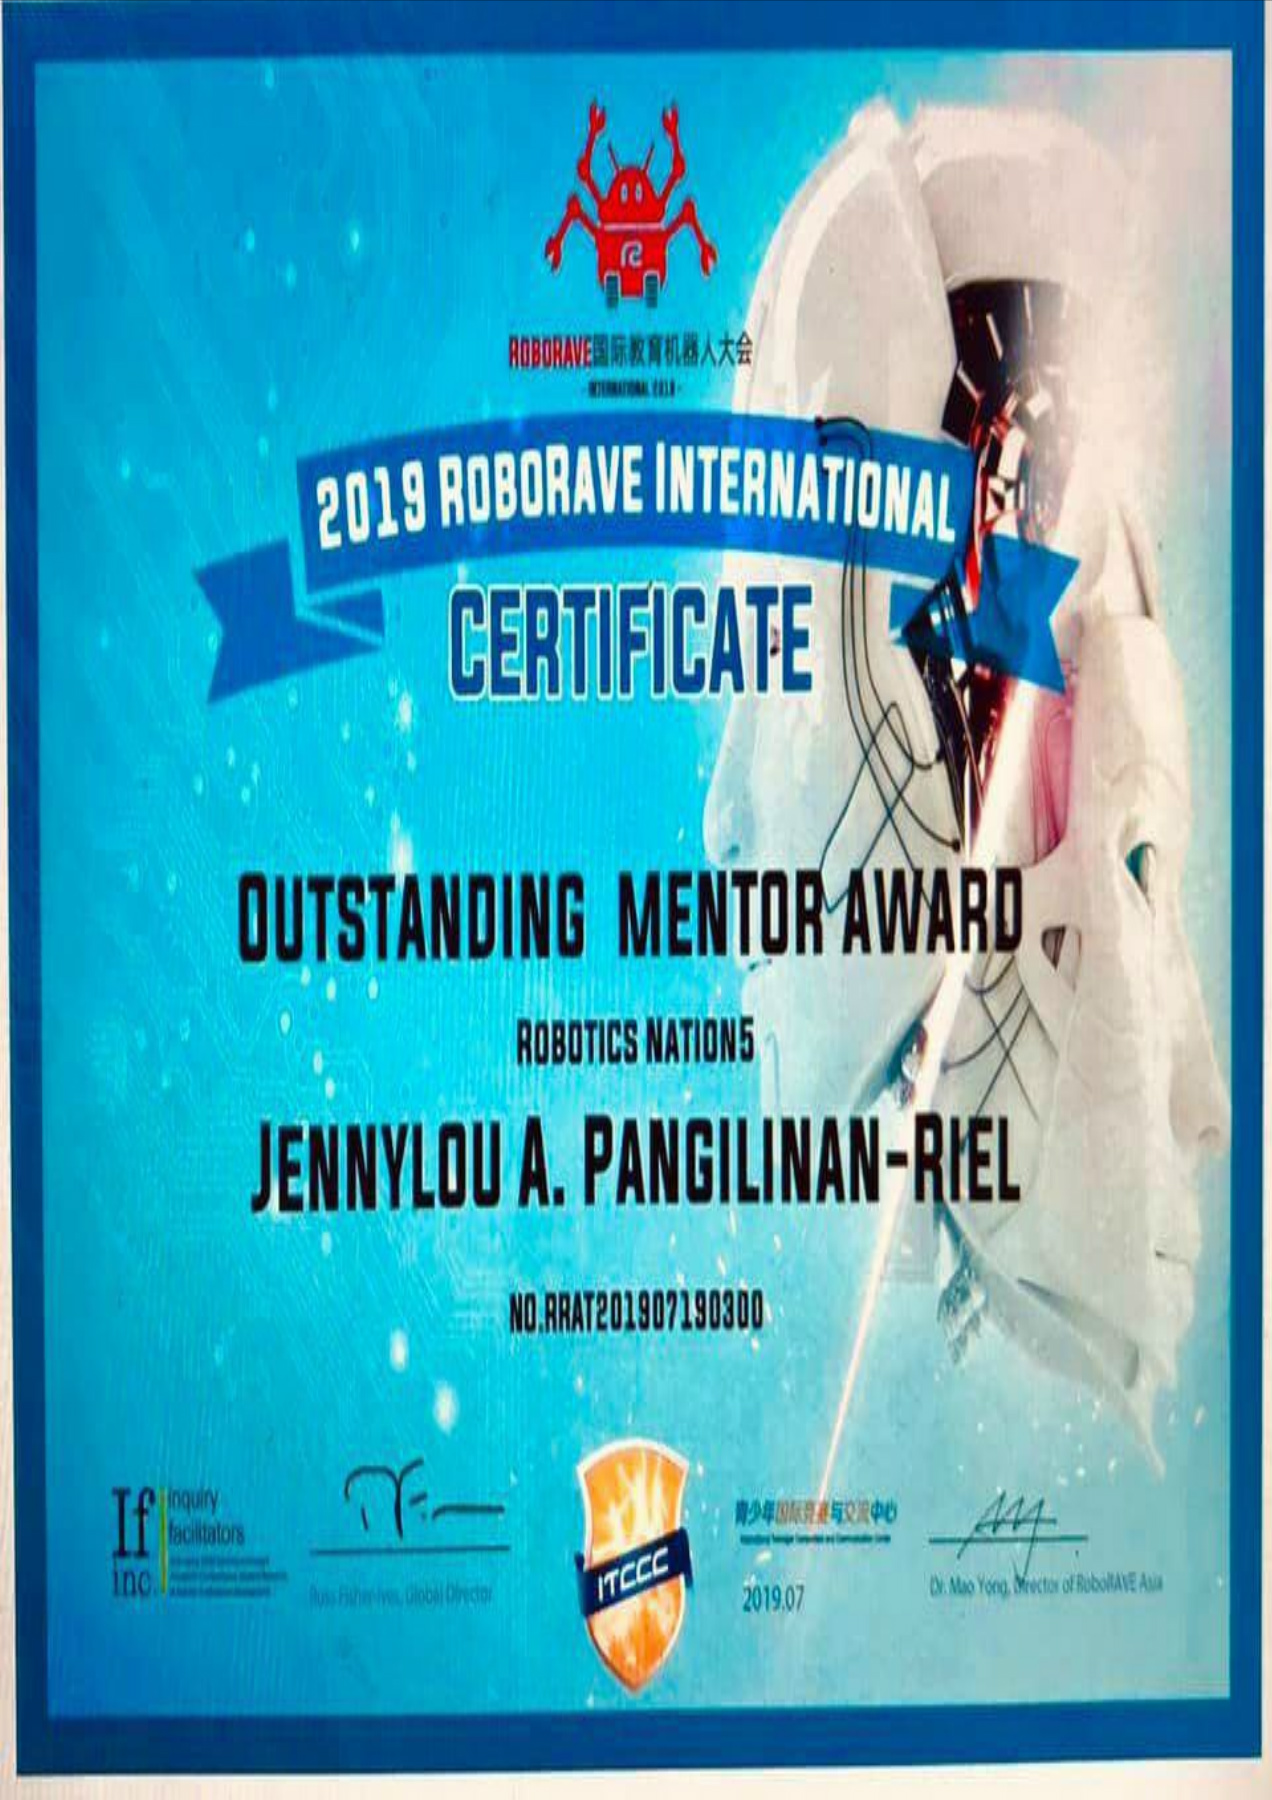 ROBORAVE国际教育机器人大会
- INTERNATIONAL 2019 -
2019 ROBORAVE INTERNATIONAL
CERTIFICATE
OUTSTANDING MENTOR AWARD
ROBOTICS NATION5
JENNYLOU A. PANGILINAN-RIEL
NO.RRAT201907190300
If inc.
inquiry
facilitators
Russ Fisher-Ives, Global Director
ITCCC
青少年国际竞赛与交流中心
2019.07
Dr. Mao Yong, Director of RoboRAVE Asia